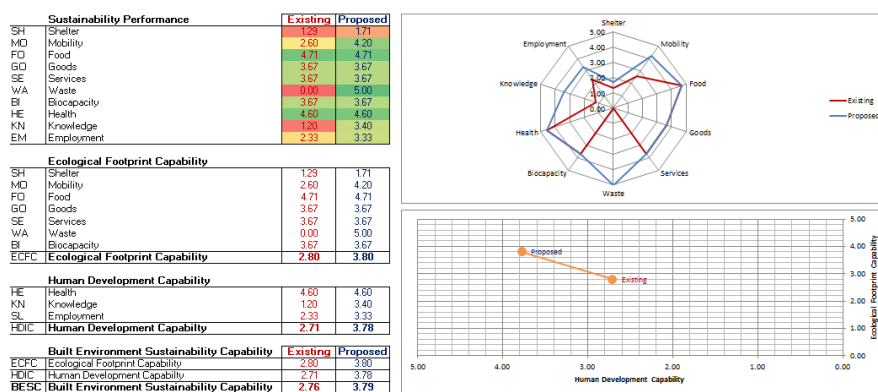 Sustainability Performance Existing Proposed
SH Shelter 1.29 1.71
MO Mobility 2.60 4.20
FO Food 4.71 4.71
GO Goods 3.67 3.67
SE Services 3.67 3.67
WA Waste 0.00 5.00
BI Biocapacity 3.67 3.67
HE Health 4.60 4.60
KN Knowledge 1.20 3.40
EM Employment 2.33 3.33
Ecological Footprint Capability
SH Shelter 1.29 1.71
MO Mobility 2.60 4.20
FO Food 4.71 4.71
GO Goods 3.67 3.67
SE Services 3.67 3.67
WA Waste 0.00 5.00
BI Biocapacity 3.67 3.67
ECFC Ecological Footprint Capability 2.80 3.80
Human Development Capability
HE Health 4.60 4.60
KN Knowledge 1.20 3.40
SL Employment 2.33 3.33
HDIC Human Development Capabilty 2.71 3.78
Built Environment Sustainability Capability Existing Proposed
ECFC Ecological Footprint Capability 2.80 3.80
HDIC Human Development Capability 2.71 3.78
BESC Built Environment Sustainability Capability 2.76 3.79
Shelter
5.00
Employment
Mobility
4.00
3.00
2.00
Knowledge
1.00
Food
0.00
Existing
Proposed
Health
Goods
Biocapacity
Services
Waste
5.00
4.00
3.00
2.00
1.00
0.00
Proposed
Existing
Ecological Footprint Capability
5.00 4.00 3.00 2.00 1.00 0.00
Human Development Capability